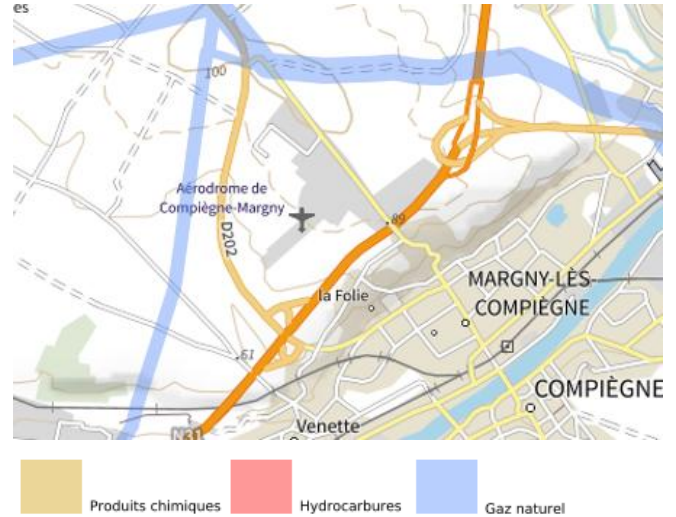 es
100
Aérodrome de
Compiègne-Margny
89
D202
MARGNY-LÈS-
COMPIÈGNE
la Folie
61
COMPIÈGNE
Venette
N31
Produits chimiques
Hydrocarbures
Gaz naturel